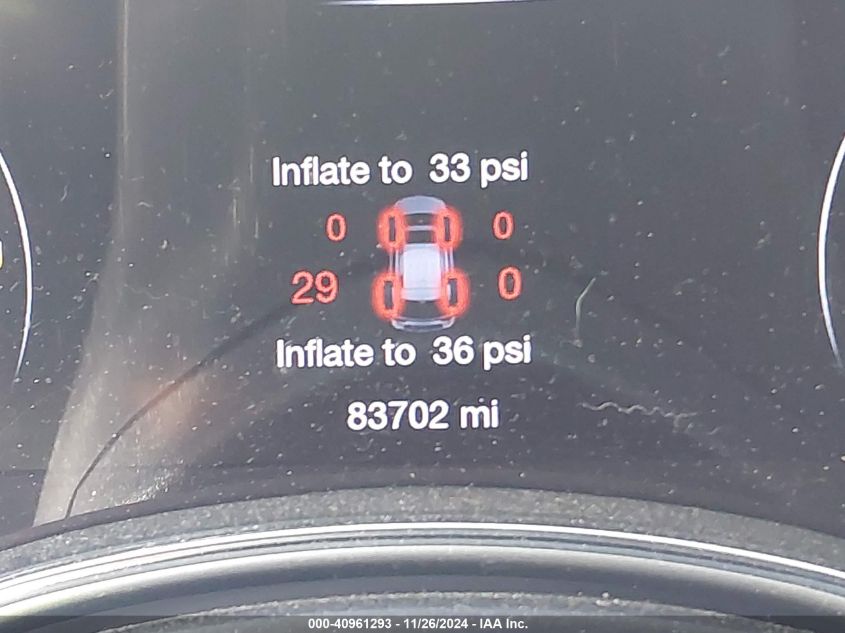 Inflate to 33 psi
0 0
29 0
Inflate to 36 psi
83702 mi
000-40961293 - 11/26/2024 - IAA Inc.